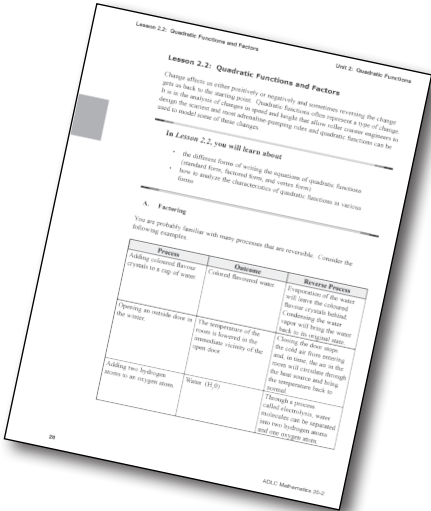 Lesson 2.2: Quadratic Functions and Factors
Unit 2: Quadratic Functions
Lesson 2.2: Quadratic Functions and Factors
Change affects us either positively or negatively and sometimes reversing the change
gets us back to the starting point. Quadratic functions often represent a type of change.
It is the analysis of changes in speed and height that allow roller coaster engineers to
design the scariest and most adrenaline-pumping rides and quadratic functions can be
used to model some of these changes.
In Lesson 2.2, you will learn about
• the different forms of writing the equations of quadratic functions
(standard form, factored form, and vertex form)
• how to analyze the characteristics of quadratic functions in various
forms
A. Factoring
You are probably familiar with many processes that are reversible. Consider the
following examples.
Process
Outcome
Reverse Process
Adding coloured flavour
crystals to a cup of water
Colored flavoured water
Evaporation of the water
will leave the coloured
flavour crystals behind.
Condensing the water
vapor will bring the water
back to its original state.
Opening an outside door in
the winter.
The temperature of the
room is lowered in the
immediate vicinity of the
open door
Closing the door stops
the cold air from entering
and, in time, the air in the
room will circulate through
the heat source and bring
the temperature back to
normal.
Adding two hydrogen
atoms to an oxygen atom.
Water (H₂0)
Through a process
called electrolysis, water
molecules can be separated
into two hydrogen atoms
and one oxygen atom.
20
ADLC Mathematics 20-2